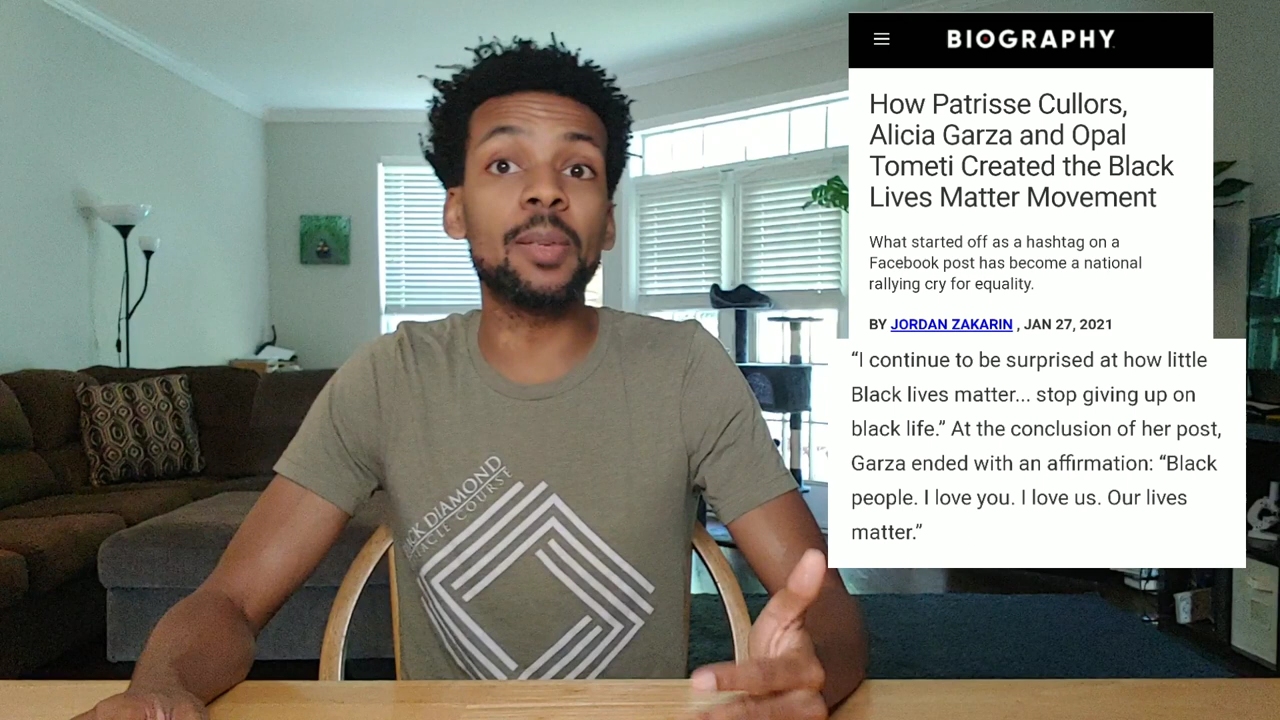 BIOGRAPHY
How Patrisse Cullors,
Alicia Garza and Opal
Tometi Created the Black
Lives Matter Movement
What started off as a hashtag on a
Facebook post has become a national
rallying cry for equality.
BY JORDAN ZAKARIN , JAN 27, 2021
“I continue to be surprised at how little
Black lives matter... stop giving up on
black life.” At the conclusion of her post,
Garza ended with an affirmation: “Black
people. I love you. I love us. Our lives
matter.”
DIAMOND
COURSE